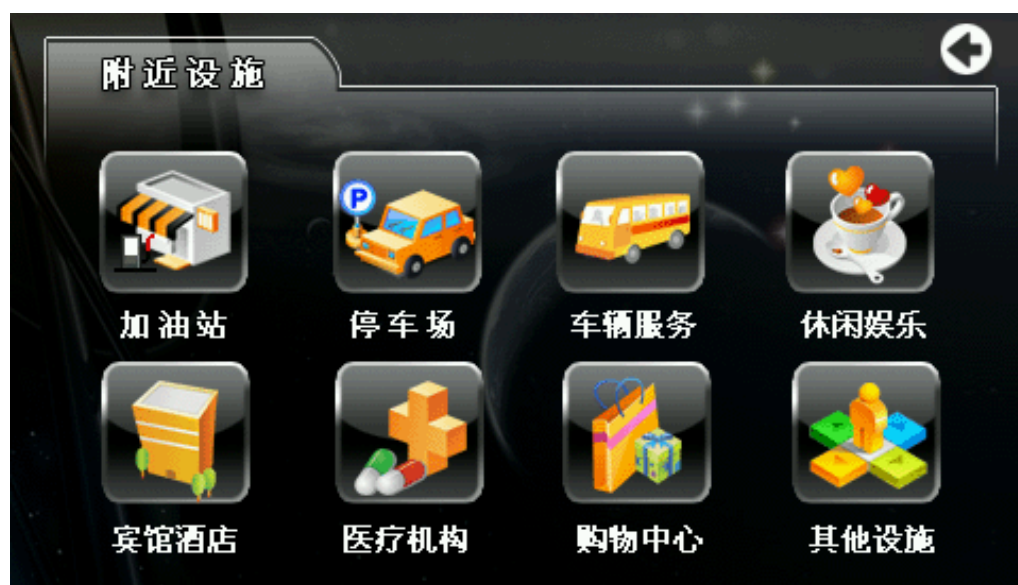 附近设施
P
加油站
停车场
车辆服务
休闲娱乐
宾馆酒店
医疗机构
购物中心
其他设施